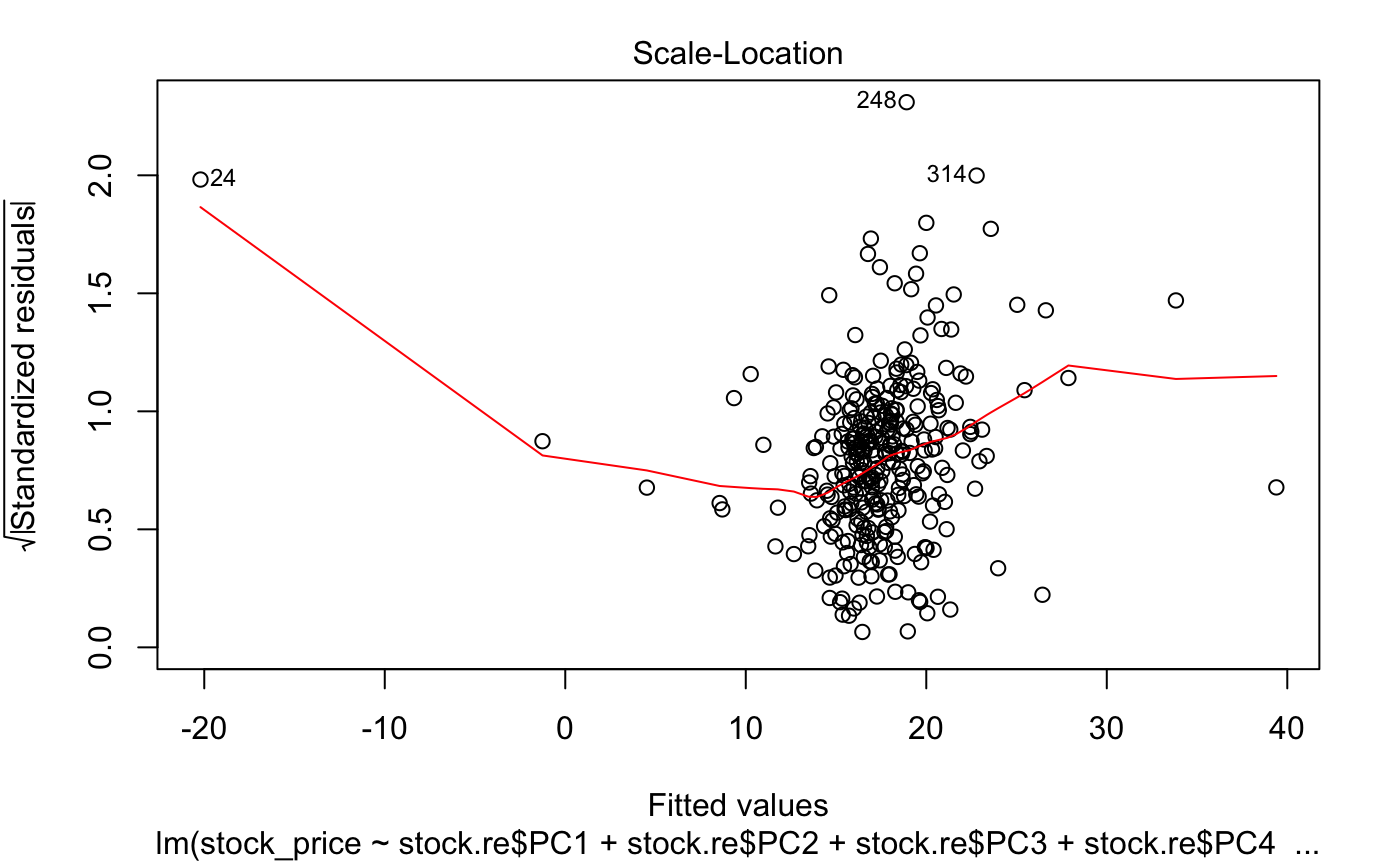 Scale-Location
248
314
24
√|Standardized residuals|
2.0
1.5
1.0
0.5
0.0
-20 -10 0 10 20 30 40
Fitted values
lm(stock_price ~ stock.re$PC1 + stock.re$PC2 + stock.re$PC3 + stock.re$PC4 ...